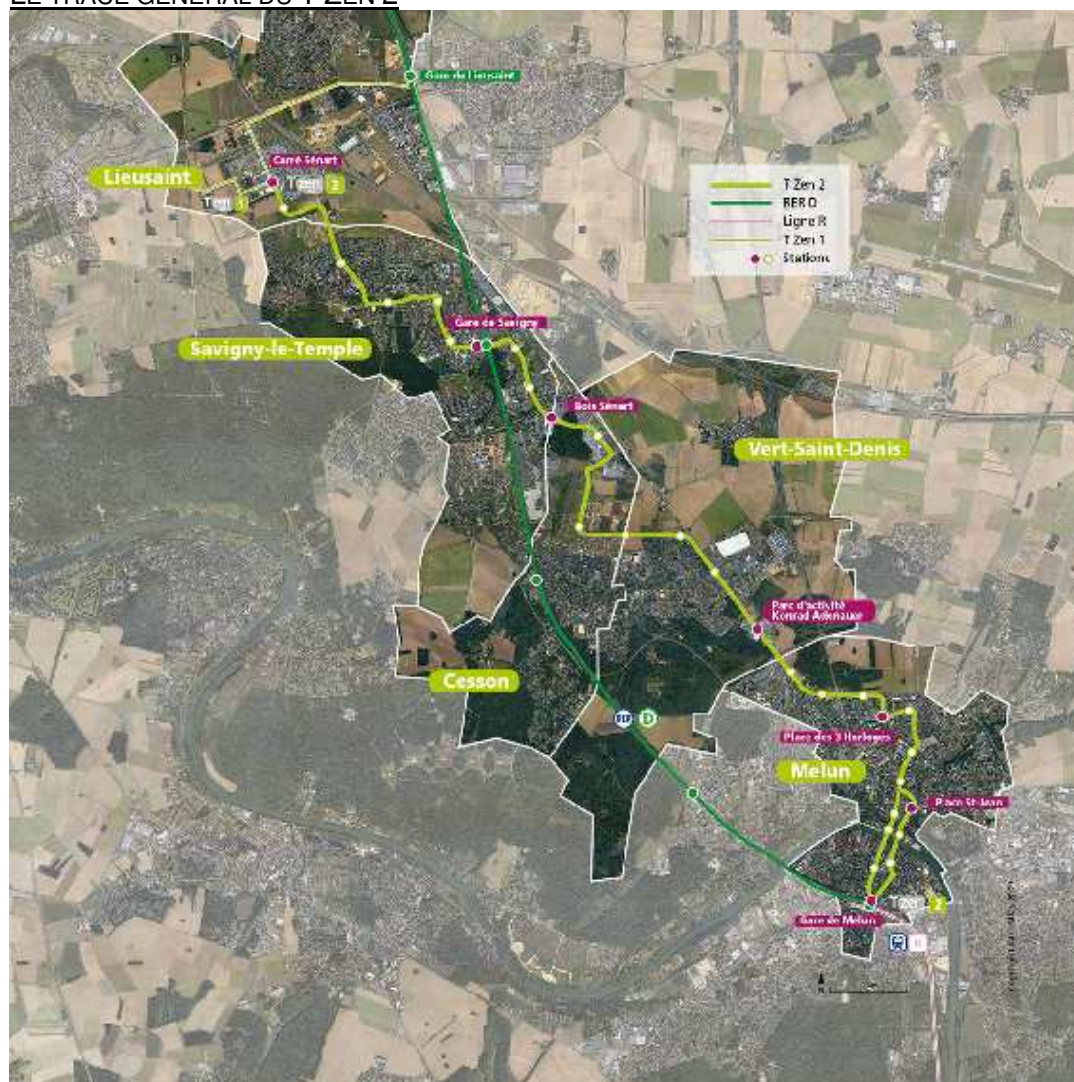 LE TRACÉ GÉNÉRAL DU T ZEN 2
Gare de Lieusaint
Carré Sénart
Lieusaint
T Zen 2
T Zen 1
T Zen 2
RER D
Ligne R
T Zen 1
Stations
Gare de Savigny
Savigny-le-Temple
Bois Sénart
Vert-Saint-Denis
Parc d'activité
Konrad Adenauer
Cesson
RER D
Place des 3 Horloges
Melun
Place St-Jean
T Zen 2
Gare de Melun
R
N